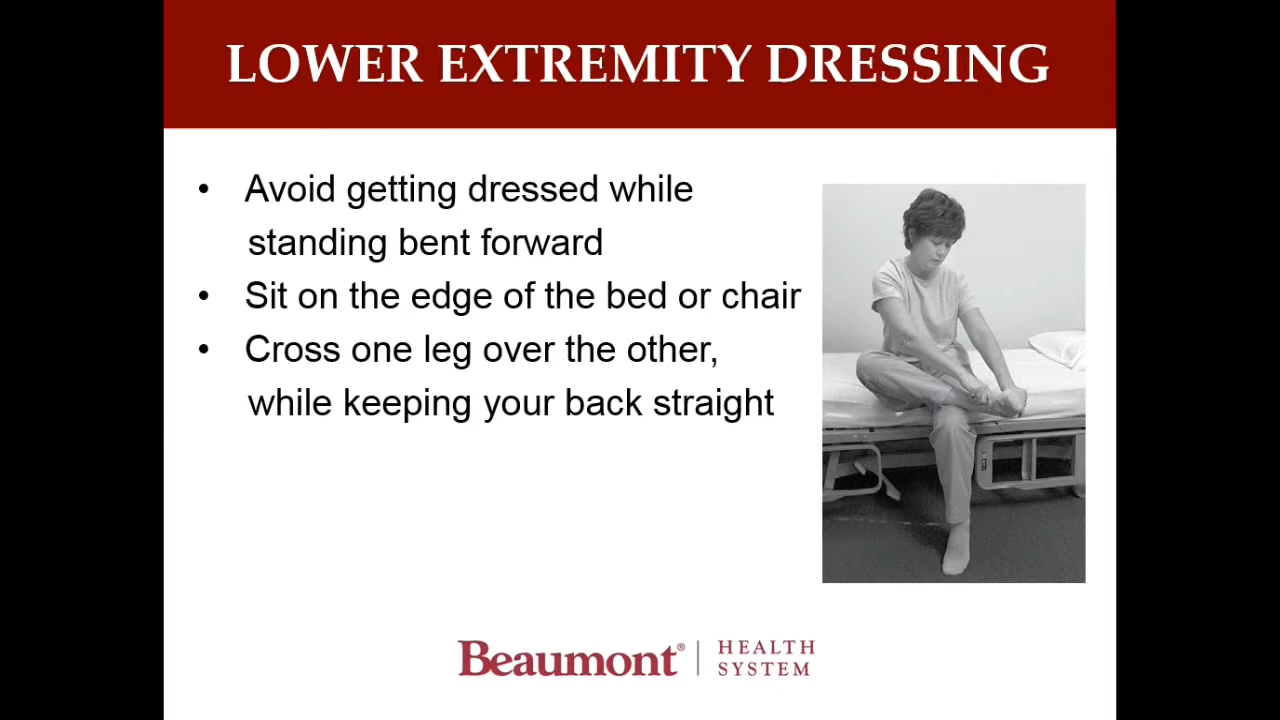 LOWER EXTREMITY DRESSING
• Avoid getting dressed while
standing bent forward
• Sit on the edge of the bed or chair
• Cross one leg over the other,
while keeping your back straight
Beaumont® | HEALTH
SYSTEM